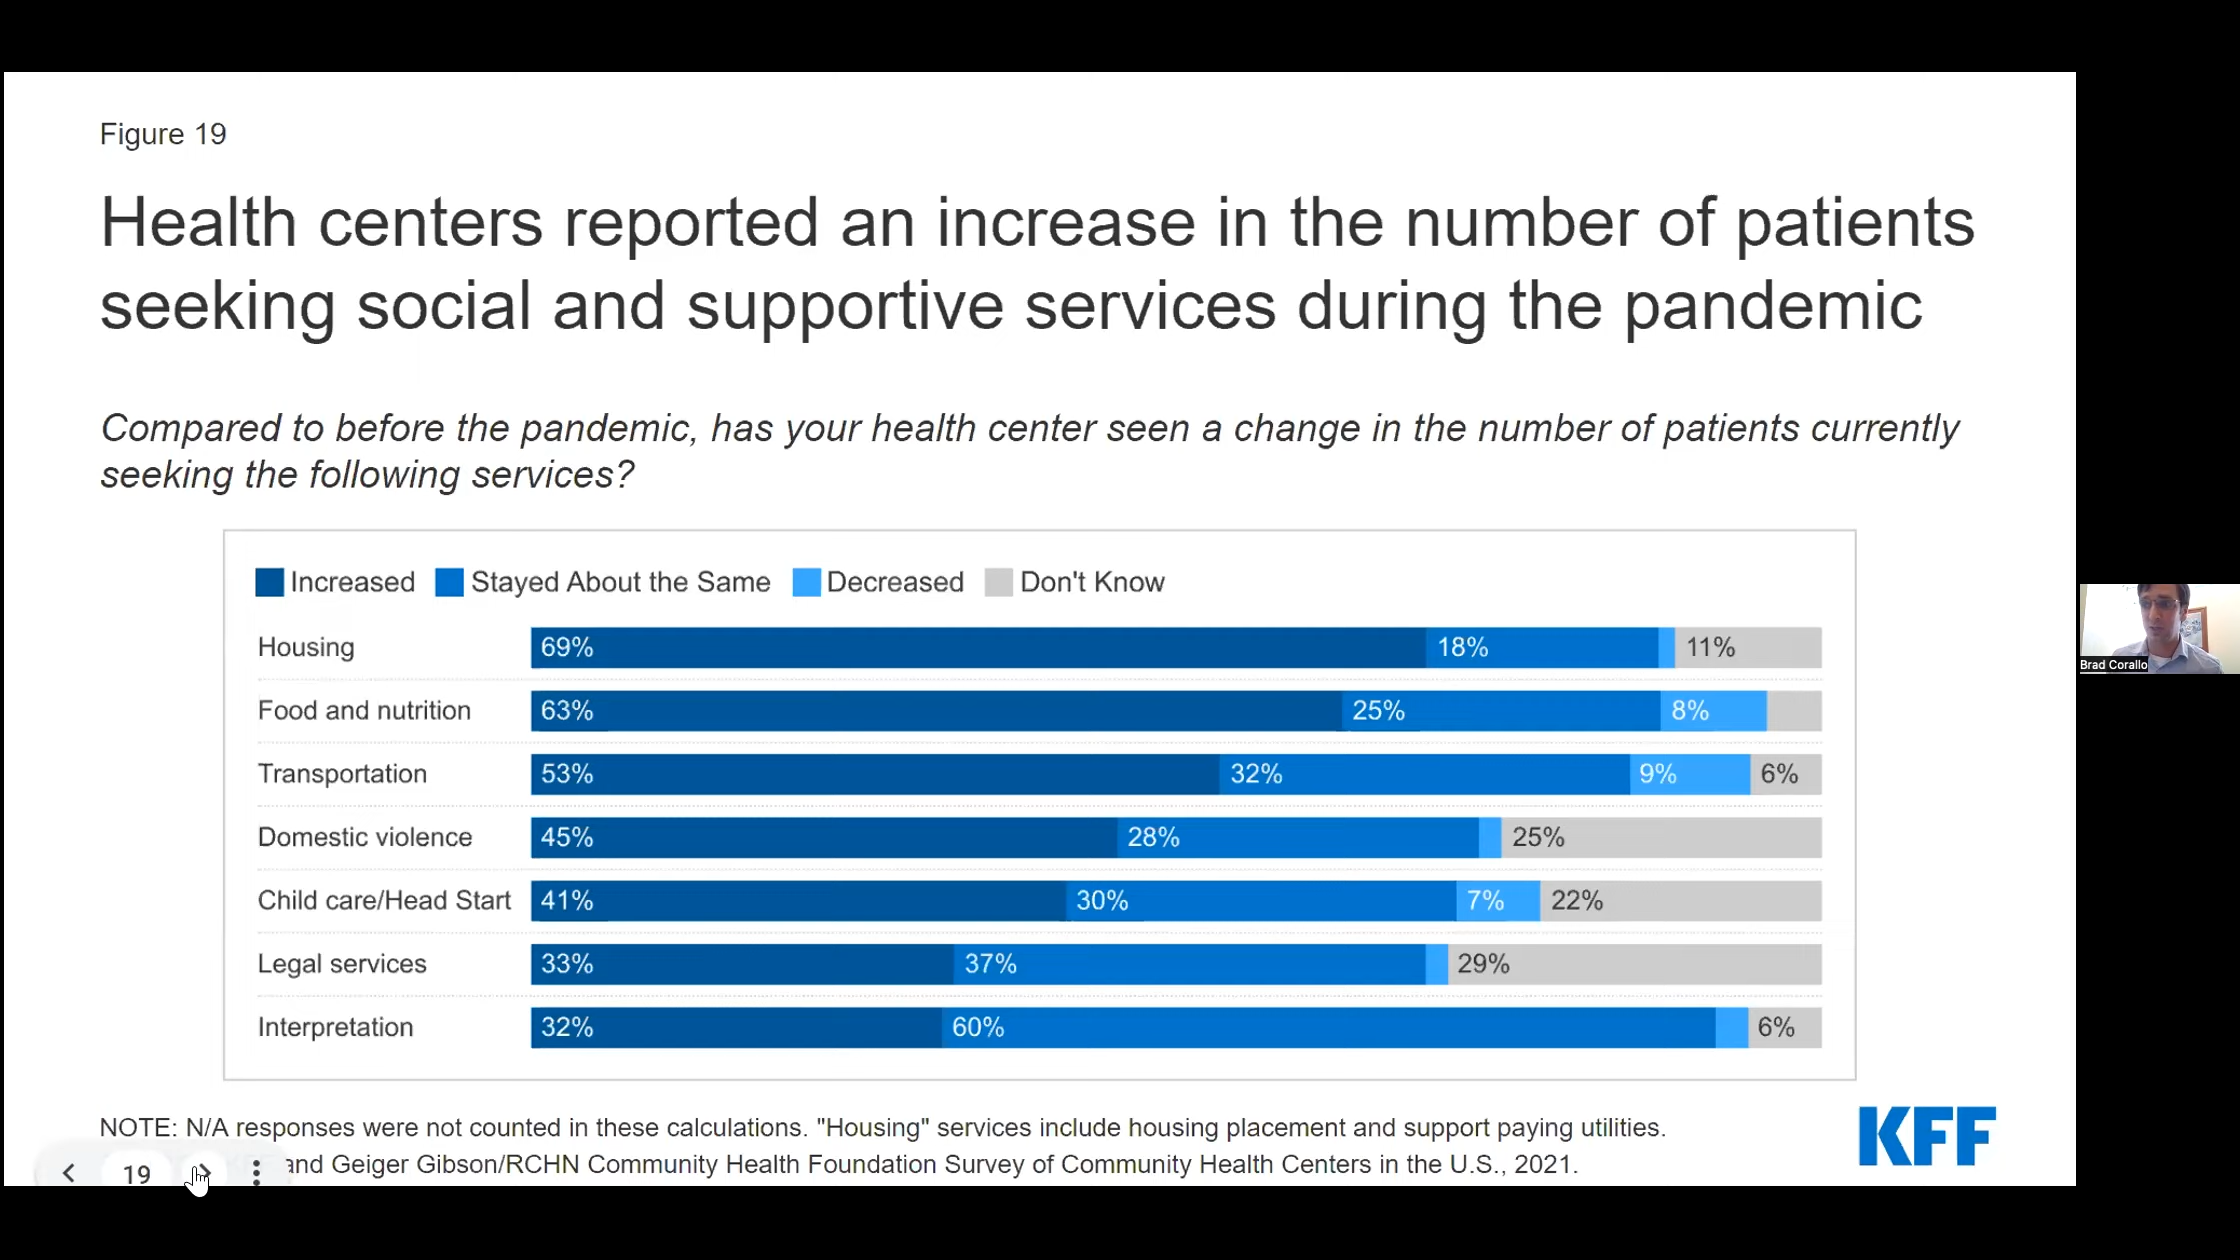 Figure 19
Health centers reported an increase in the number of patients
seeking social and supportive services during the pandemic
Compared to before the pandemic, has your health center seen a change in the number of patients currently
seeking the following services?
Increased Stayed About the Same Decreased Don't Know
Housing 69% 18% 11%
Food and nutrition 63% 25% 8%
Transportation 53% 32% 9% 6%
Domestic violence 45% 28% 25%
Child care/Head Start 41% 30% 7% 22%
Legal services 33% 37% 29%
Interpretation 32% 60% 6%
NOTE: N/A responses were not counted in these calculations. "Housing" services include housing placement and support paying utilities.
and Geiger Gibson/RCHN Community Health Foundation Survey of Community Health Centers in the U.S., 2021.
19
KFF
Brad Corallo